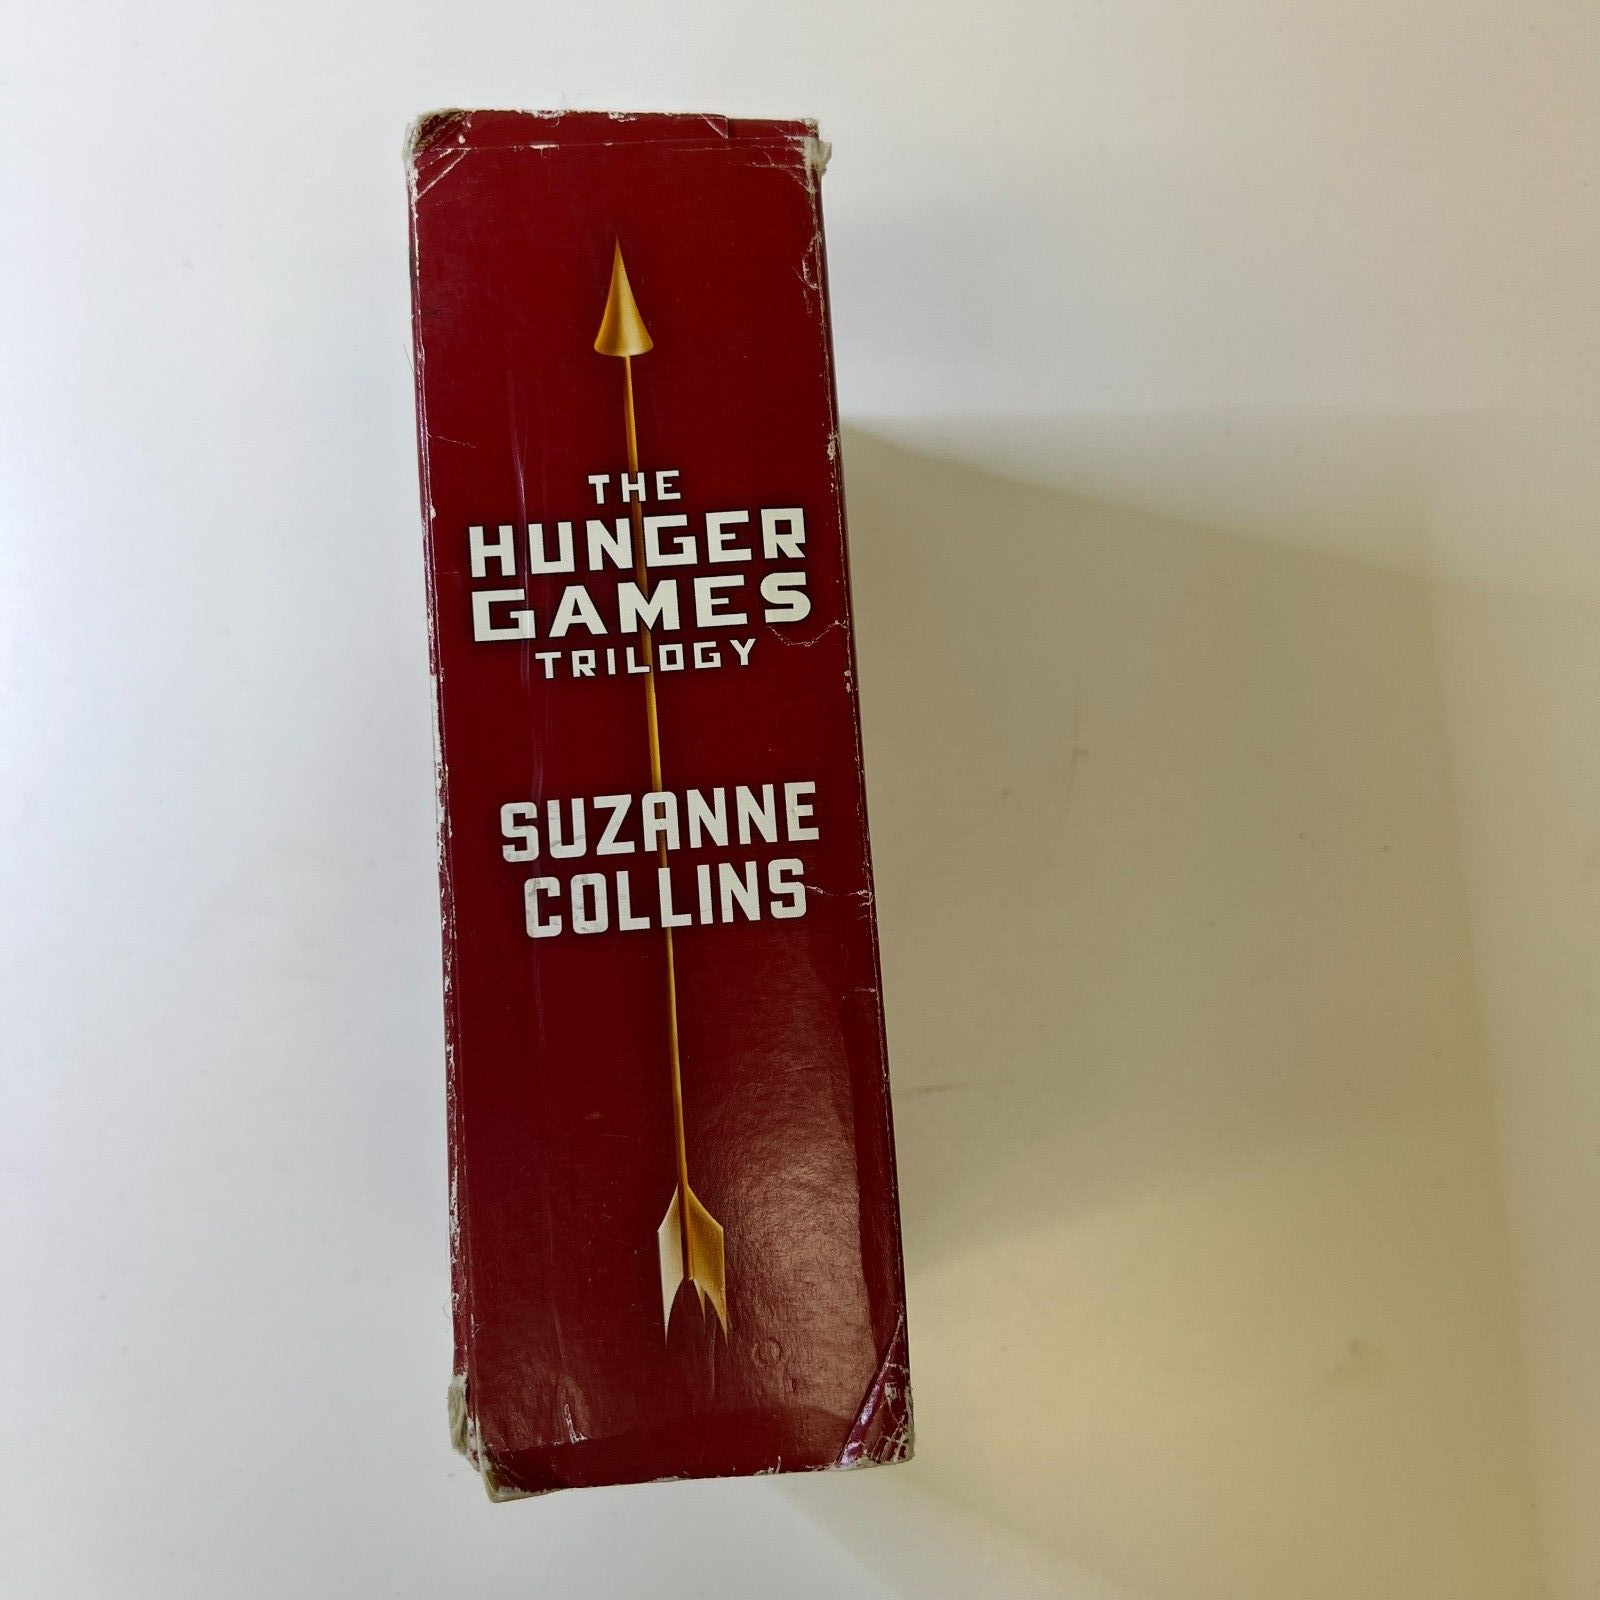 THE
HUNGER
GAMES
TRILOGY
SUZANNE
COLLINS